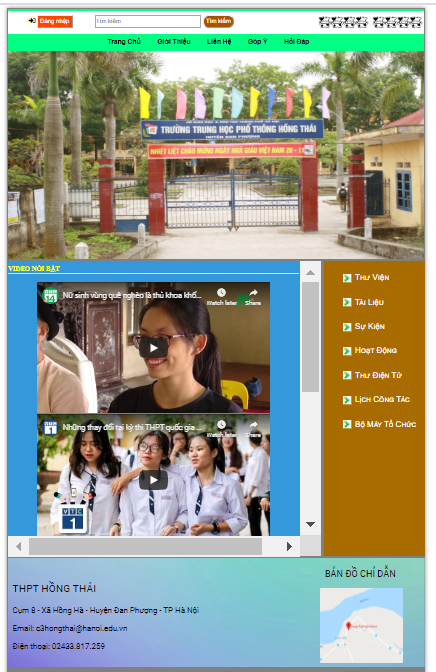 Đăng nhập
Tìm kiếm
Tìm kiếm
Trang Chủ
Giới Thiệu
Liên Hệ
Góp Ý
Hỏi Đáp
TRƯỜNG TRUNG HỌC PHỔ THÔNG HỒNG THÁI
NHIỆT LIỆT CHÀO MỪNG NGÀY NHÀ GIÁO VIỆT NAM 20 - 11
VIDEO NỔI BẬT
Nữ sinh vùng quê nghèo là thủ khoa khố...
Watch later
Share
Những thay đổi tại kỳ thi THPT quốc gia ...
Watch later
Share
VTC
1
Thư Viện
Tài Liệu
Sự Kiện
Hoạt Động
Thư Điện Tử
Lịch Công Tác
Bộ Máy Tổ Chức
THPT HỒNG THÁI
Cụm 8 - Xã Hồng Hà - Huyện Đan Phượng - TP Hà Nội
Email: c3hongthai@hanoi.edu.vn
Điện thoại: 02433.817.259
BẢN ĐỒ CHỈ DẪN